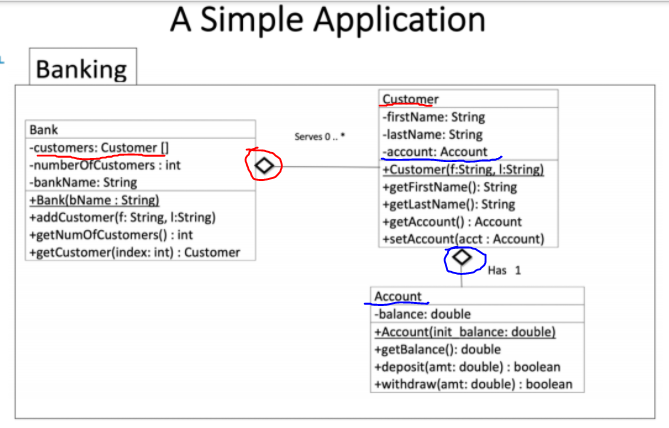 A Simple Application
Banking
Bank
-customers: Customer []
-numberOfCustomers : int
-bankName: String
+Bank(bName : String)
+addCustomer(f: String, l:String)
+getNumOfCustomers() : int
+getCustomer(index: int) : Customer
Serves 0 .. *
Customer
-firstName: String
-lastName: String
-account: Account
+Customer(f:String, l:String)
+getFirstName(): String
+getLastName(): String
+getAccount() : Account
+setAccount(acct : Account)
Has 1
Account
-balance: double
+Account(init_balance: double)
+getBalance(): double
+deposit(amt: double) : boolean
+withdraw(amt: double) : boolean